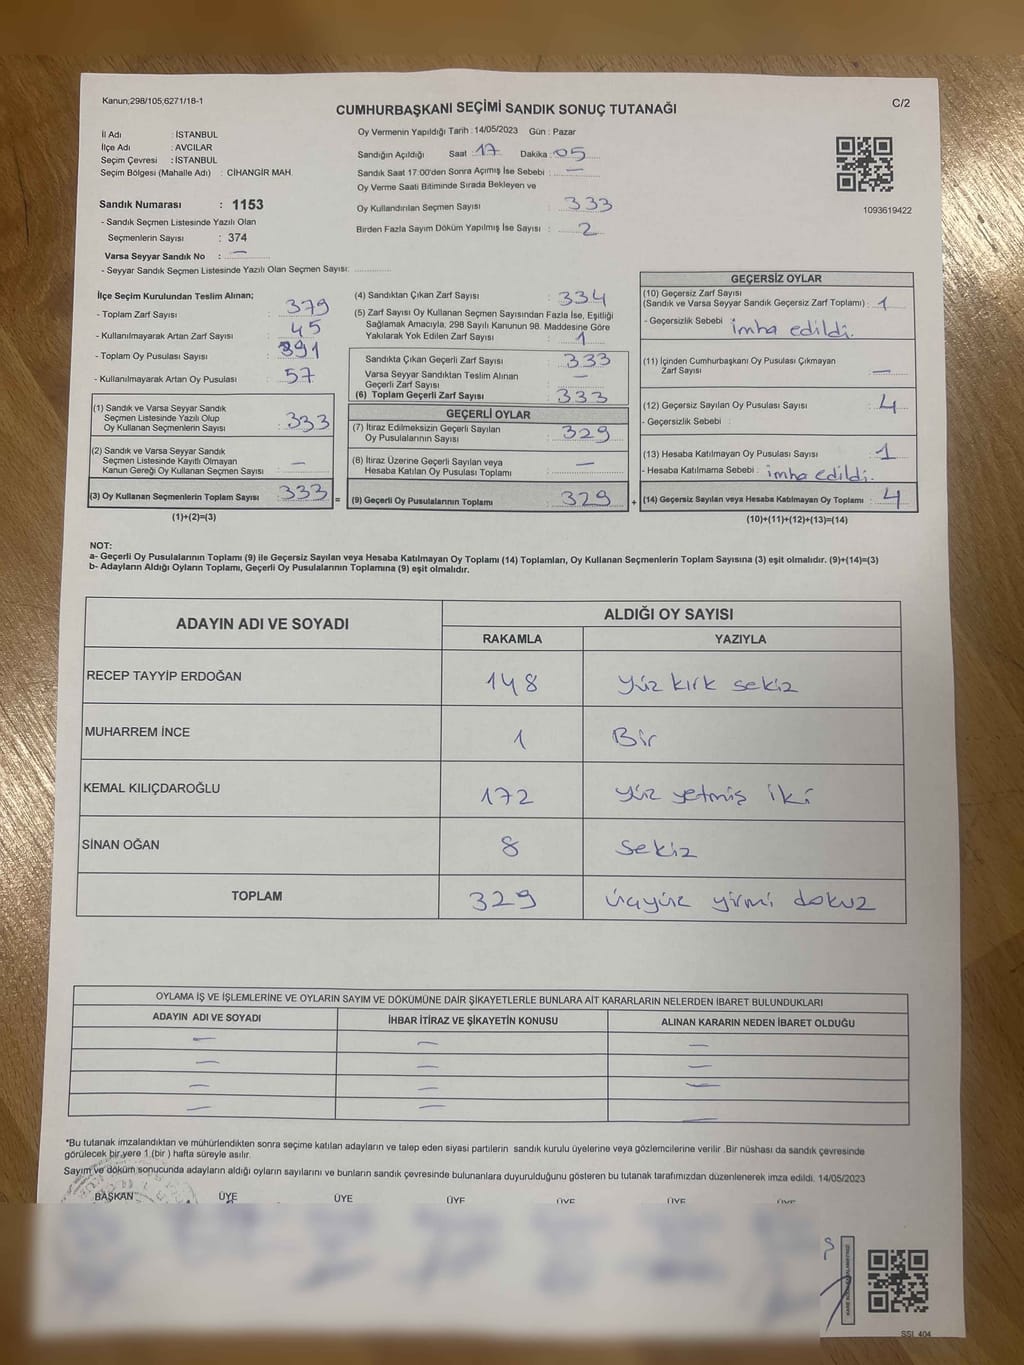 Kanun;298/105;6271/18-1
CUMHURBAŞKANI SEÇİMİ SANDIK SONUÇ TUTANAĞI
C/2
İl Adı : İSTANBUL
İlçe Adı : AVCILAR
Seçim Çevresi : İSTANBUL
Seçim Bölgesi (Mahalle Adı) : CİHANGİR MAH.
Sandık Numarası : 1153
- Sandık Seçmen Listesinde Yazılı Olan
Seçmenlerin Sayısı : 374
Varsa Seyyar Sandık No : —
- Seyyar Sandık Seçmen Listesinde Yazılı Olan Seçmen Sayısı: ..............
Oy Vermenin Yapıldığı Tarih : 14/05/2023 Gün : Pazar
Sandığın Açıldığı Saat : 17 Dakika : 05
Sandık Saat 17:00'den Sonra Açılmış İse Sebebi : —
Oy Verme Saati Bitiminde Sırada Bekleyen ve
Oy Kullandırılan Seçmen Sayısı : 333
Birden Fazla Sayım Döküm Yapılmış İse Sayısı : 2
1093619422
İlçe Seçim Kurulundan Teslim Alınan;
- Toplam Zarf Sayısı : 379
- Kullanılmayarak Artan Zarf Sayısı : 45
- Toplam Oy Pusulası Sayısı : 391
- Kullanılmayarak Artan Oy Pusulası : 57
(1) Sandık ve Varsa Seyyar Sandık
Seçmen Listesinde Yazılı Olup
Oy Kullanan Seçmenlerin Sayısı : 333
(2) Sandık ve Varsa Seyyar Sandık
Seçmen Listesinde Kayıtlı Olmayan
Kanun Gereği Oy Kullanan Seçmen Sayısı : —
(3) Oy Kullanan Seçmenlerin Toplam Sayısı : 333 =
(1)+(2)=(3)
(4) Sandıktan Çıkan Zarf Sayısı : 334
(5) Zarf Sayısı Oy Kullanan Seçmen Sayısından Fazla İse, Eşitliği
Sağlamak Amacıyla, 298 Sayılı Kanunun 98. Maddesine Göre
Yakılarak Yok Edilen Zarf Sayısı : 1
Sandıkta Çıkan Geçerli Zarf Sayısı : 333
Varsa Seyyar Sandıktan Teslim Alınan
Geçerli Zarf Sayısı : —
(6) Toplam Geçerli Zarf Sayısı : 333
GEÇERLİ OYLAR
(7) İtiraz Edilmeksizin Geçerli Sayılan
Oy Pusulalarının Sayısı : 329
(8) İtiraz Üzerine Geçerli Sayılan veya
Hesaba Katılan Oy Pusulası Toplamı : —
(9) Geçerli Oy Pusulalarının Toplamı : 329 +
GEÇERSİZ OYLAR
(10) Geçersiz Zarf Sayısı
(Sandık ve Varsa Seyyar Sandık Geçersiz Zarf Toplamı) : 1
- Geçersizlik Sebebi : imha edildi.
(11) İçinden Cumhurbaşkanı Oy Pusulası Çıkmayan
Zarf Sayısı : —
(12) Geçersiz Sayılan Oy Pusulası Sayısı : 4
- Geçersizlik Sebebi :
(13) Hesaba Katılmayan Oy Pusulası Sayısı : 1
- Hesaba Katılmama Sebebi : imha edildi.
(14) Geçersiz Sayılan veya Hesaba Katılmayan Oy Toplamı : 4
(10)+(11)+(12)+(13)=(14)
NOT:
a- Geçerli Oy Pusulalarının Toplamı (9) ile Geçersiz Sayılan veya Hesaba Katılmayan Oy Toplamı (14) Toplamları, Oy Kullanan Seçmenlerin Toplam Sayısına (3) eşit olmalıdır. (9)+(14)=(3)
b- Adayların Aldığı Oyların Toplamı, Geçerli Oy Pusulalarının Toplamına (9) eşit olmalıdır.
ADAYIN ADI VE SOYADI
ALDIĞI OY SAYISI
RAKAMLA YAZIYLA
RECEP TAYYİP ERDOĞAN 148 yüz kırk sekiz
MUHARREM İNCE 1 Bir
KEMAL KILIÇDAROĞLU 172 yüz yetmiş iki
SİNAN OĞAN 8 Sekiz
TOPLAM 329 üçyüz yirmi dokuz
OYLAMA İŞ VE İŞLEMLERİNE VE OYLARIN SAYIM VE DÖKÜMÜNE DAİR ŞİKAYETLERLE BUNLARA AİT KARARLARIN NELERDEN İBARET BULUNDUKLARI
ADAYIN ADI VE SOYADI İHBAR İTİRAZ VE ŞİKAYETİN KONUSU ALINAN KARARIN NEDEN İBARET OLDUĞU
— — —
— — —
— — —
— — —
*Bu tutanak imzalandıktan ve mühürlendikten sonra seçime katılan adayların ve talep eden siyasi partilerin sandık kurulu üyelerine veya gözlemcilerine verilir .Bir nüshası da sandık çevresinde
görülecek bir yere 1 (bir ) hafta süreyle asılır.
Sayım ve döküm sonucunda adayların aldığı oyların sayılarını ve bunların sandık çevresinde bulunanlara duyurulduğunu gösteren bu tutanak tarafımızdan düzenlenerek imza edildi. 14/05/2023
BAŞKAN ÜYE ÜYE ÜYE ÜYE ÜYE ÜYE
SSI_404